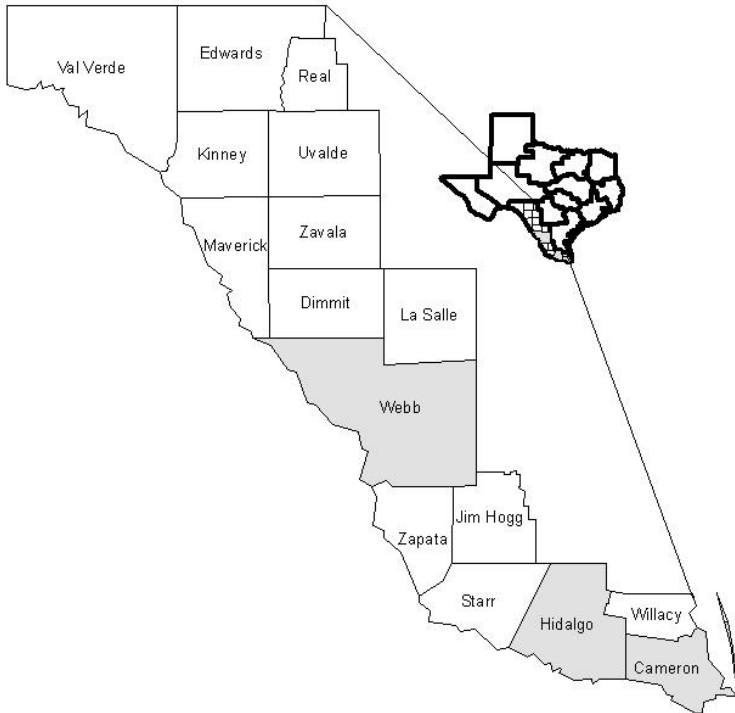 Edwards
Val Verde
Real
Kinney
Uvalde
Zavala
Maverick
Dimmit
La Salle
Webb
Jim Hogg
Zapata
Starr
Willacy
Hidalgo
Cameron